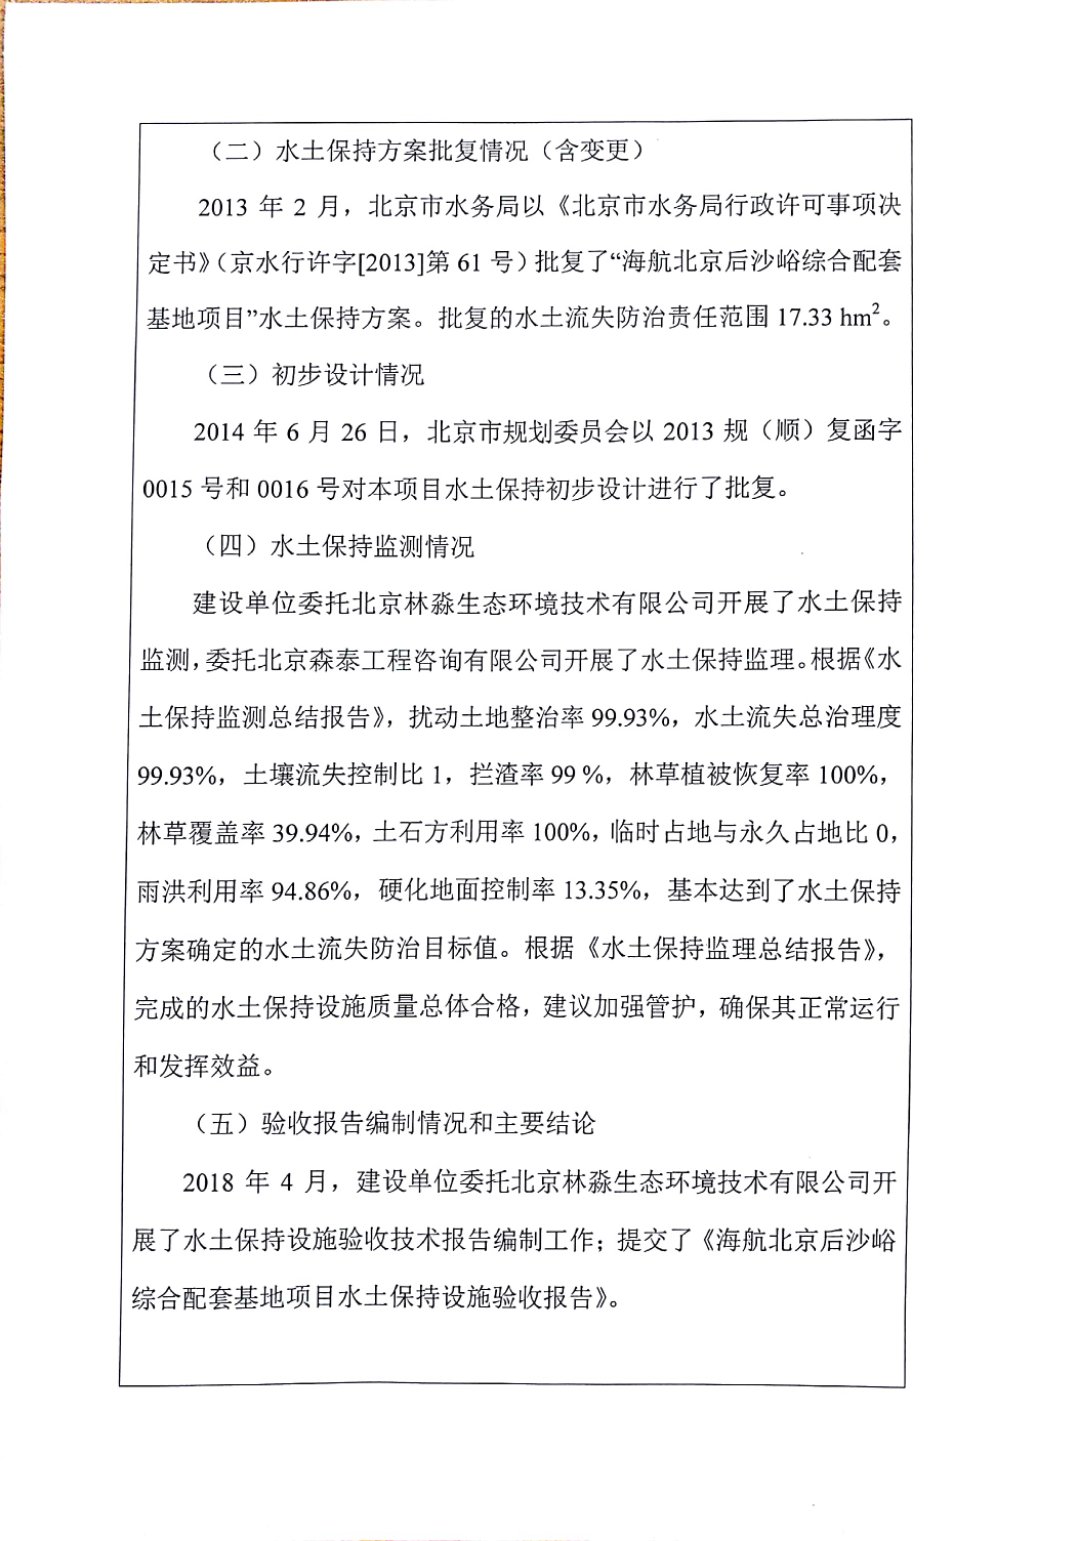 （二）水土保持方案批复情况（含变更）
2013 年 2 月，北京市水务局以《北京市水务局行政许可事项决
定书》（京水行许字[2013]第 61 号）批复了“海航北京后沙峪综合配套
基地项目”水土保持方案。批复的水土流失防治责任范围 17.33 hm²。
（三）初步设计情况
2014 年 6 月 26 日，北京市规划委员会以 2013 规（顺）复函字
0015 号和 0016 号对本项目水土保持初步设计进行了批复。
（四）水土保持监测情况
建设单位委托北京林淼生态环境技术有限公司开展了水土保持
监测，委托北京森泰工程咨询有限公司开展了水土保持监理。根据《水
土保持监测总结报告》，扰动土地整治率 99.93%，水土流失总治理度
99.93%，土壤流失控制比 1，拦渣率 99 %，林草植被恢复率 100%，
林草覆盖率 39.94%，土石方利用率 100%，临时占地与永久占地比 0，
雨洪利用率 94.86%，硬化地面控制率 13.35%，基本达到了水土保持
方案确定的水土流失防治目标值。根据《水土保持监理总结报告》，
完成的水土保持设施质量总体合格，建议加强管护，确保其正常运行
和发挥效益。
（五）验收报告编制情况和主要结论
2018 年 4 月，建设单位委托北京林淼生态环境技术有限公司开
展了水土保持设施验收技术报告编制工作；提交了《海航北京后沙峪
综合配套基地项目水土保持设施验收报告》。